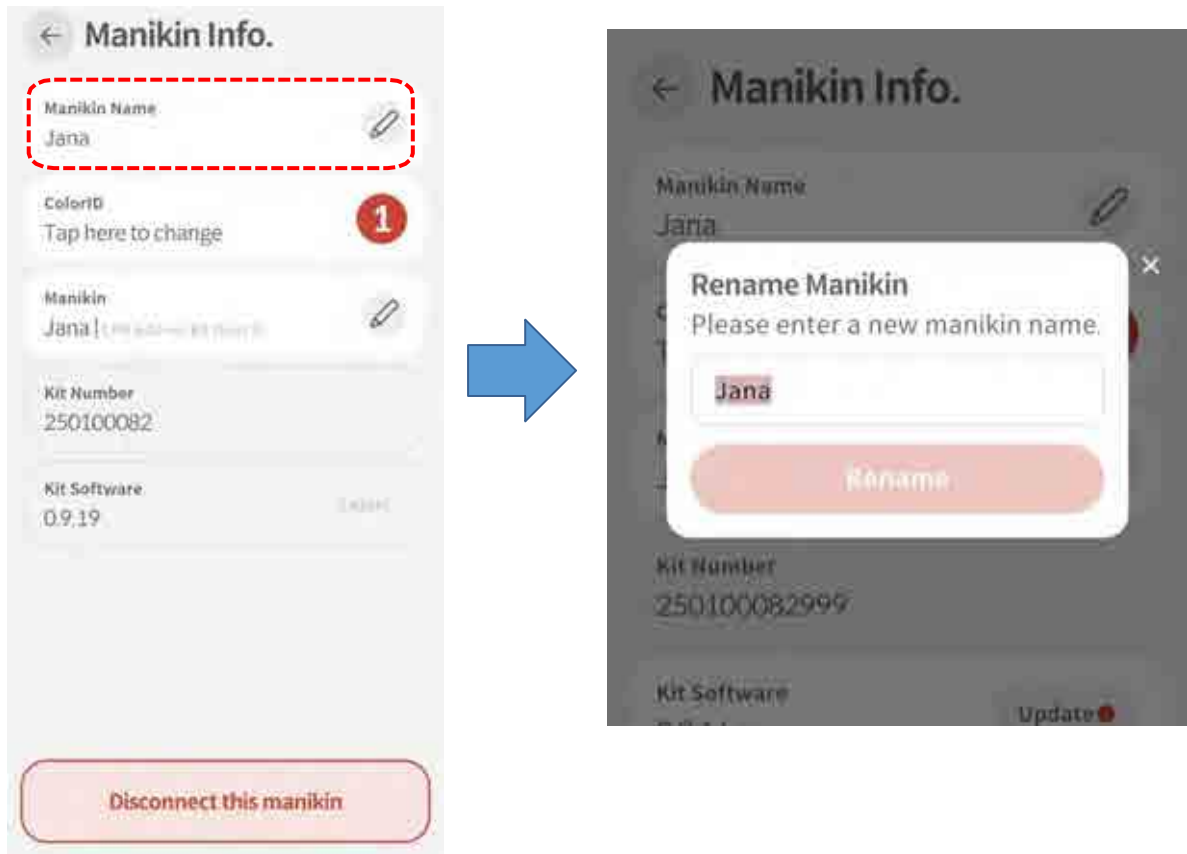 Manikin Info.
Manikin Name
Jana
ColorID
Tap here to change
1
Manikin
Jana |
Kit Number
250100082
Kit Software
0.9.19
Disconnect this manikin
Manikin Info.
Manikin Name
Jana
Rename Manikin
Please enter a new manikin name.
Jana
Rename
Kit Number
250100082999
Kit Software
Update